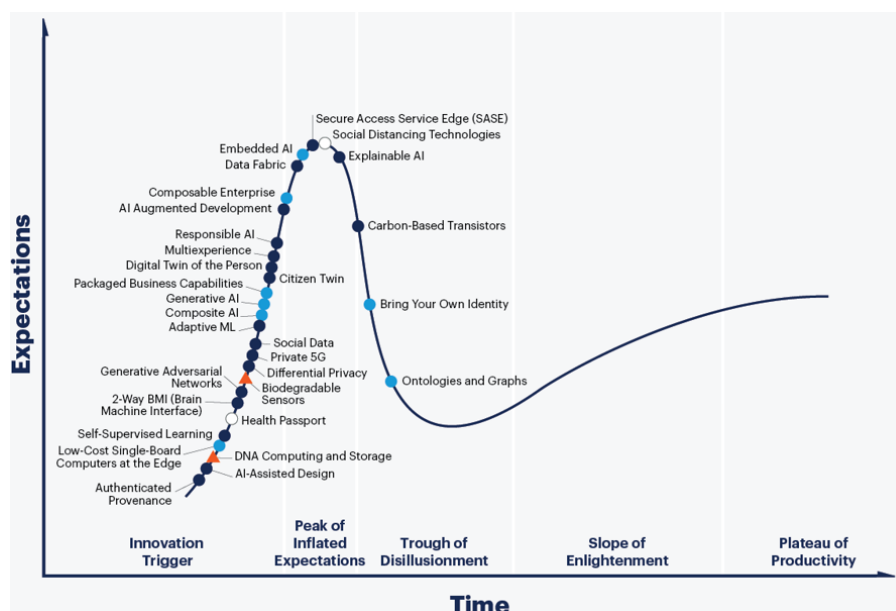 Expectations
Secure Access Service Edge (SASE)
Social Distancing Technologies
Embedded AI
Explainable AI
Data Fabric
Composable Enterprise
AI Augmented Development
Carbon-Based Transistors
Responsible AI
Multiexperience
Digital Twin of the Person
Citizen Twin
Packaged Business Capabilities
Generative AI
Bring Your Own Identity
Composite AI
Adaptive ML
Social Data
Private 5G
Differential Privacy
Generative Adversarial
Networks
Ontologies and Graphs
Biodegradable
Sensors
2-Way BMI (Brain
Machine Interface)
Health Passport
Self-Supervised Learning
Low-Cost Single-Board
Computers at the Edge
DNA Computing and Storage
AI-Assisted Design
Authenticated
Provenance
Innovation
Trigger
Peak of
Inflated
Expectations
Trough of
Disillusionment
Slope of
Enlightenment
Plateau of
Productivity
Time